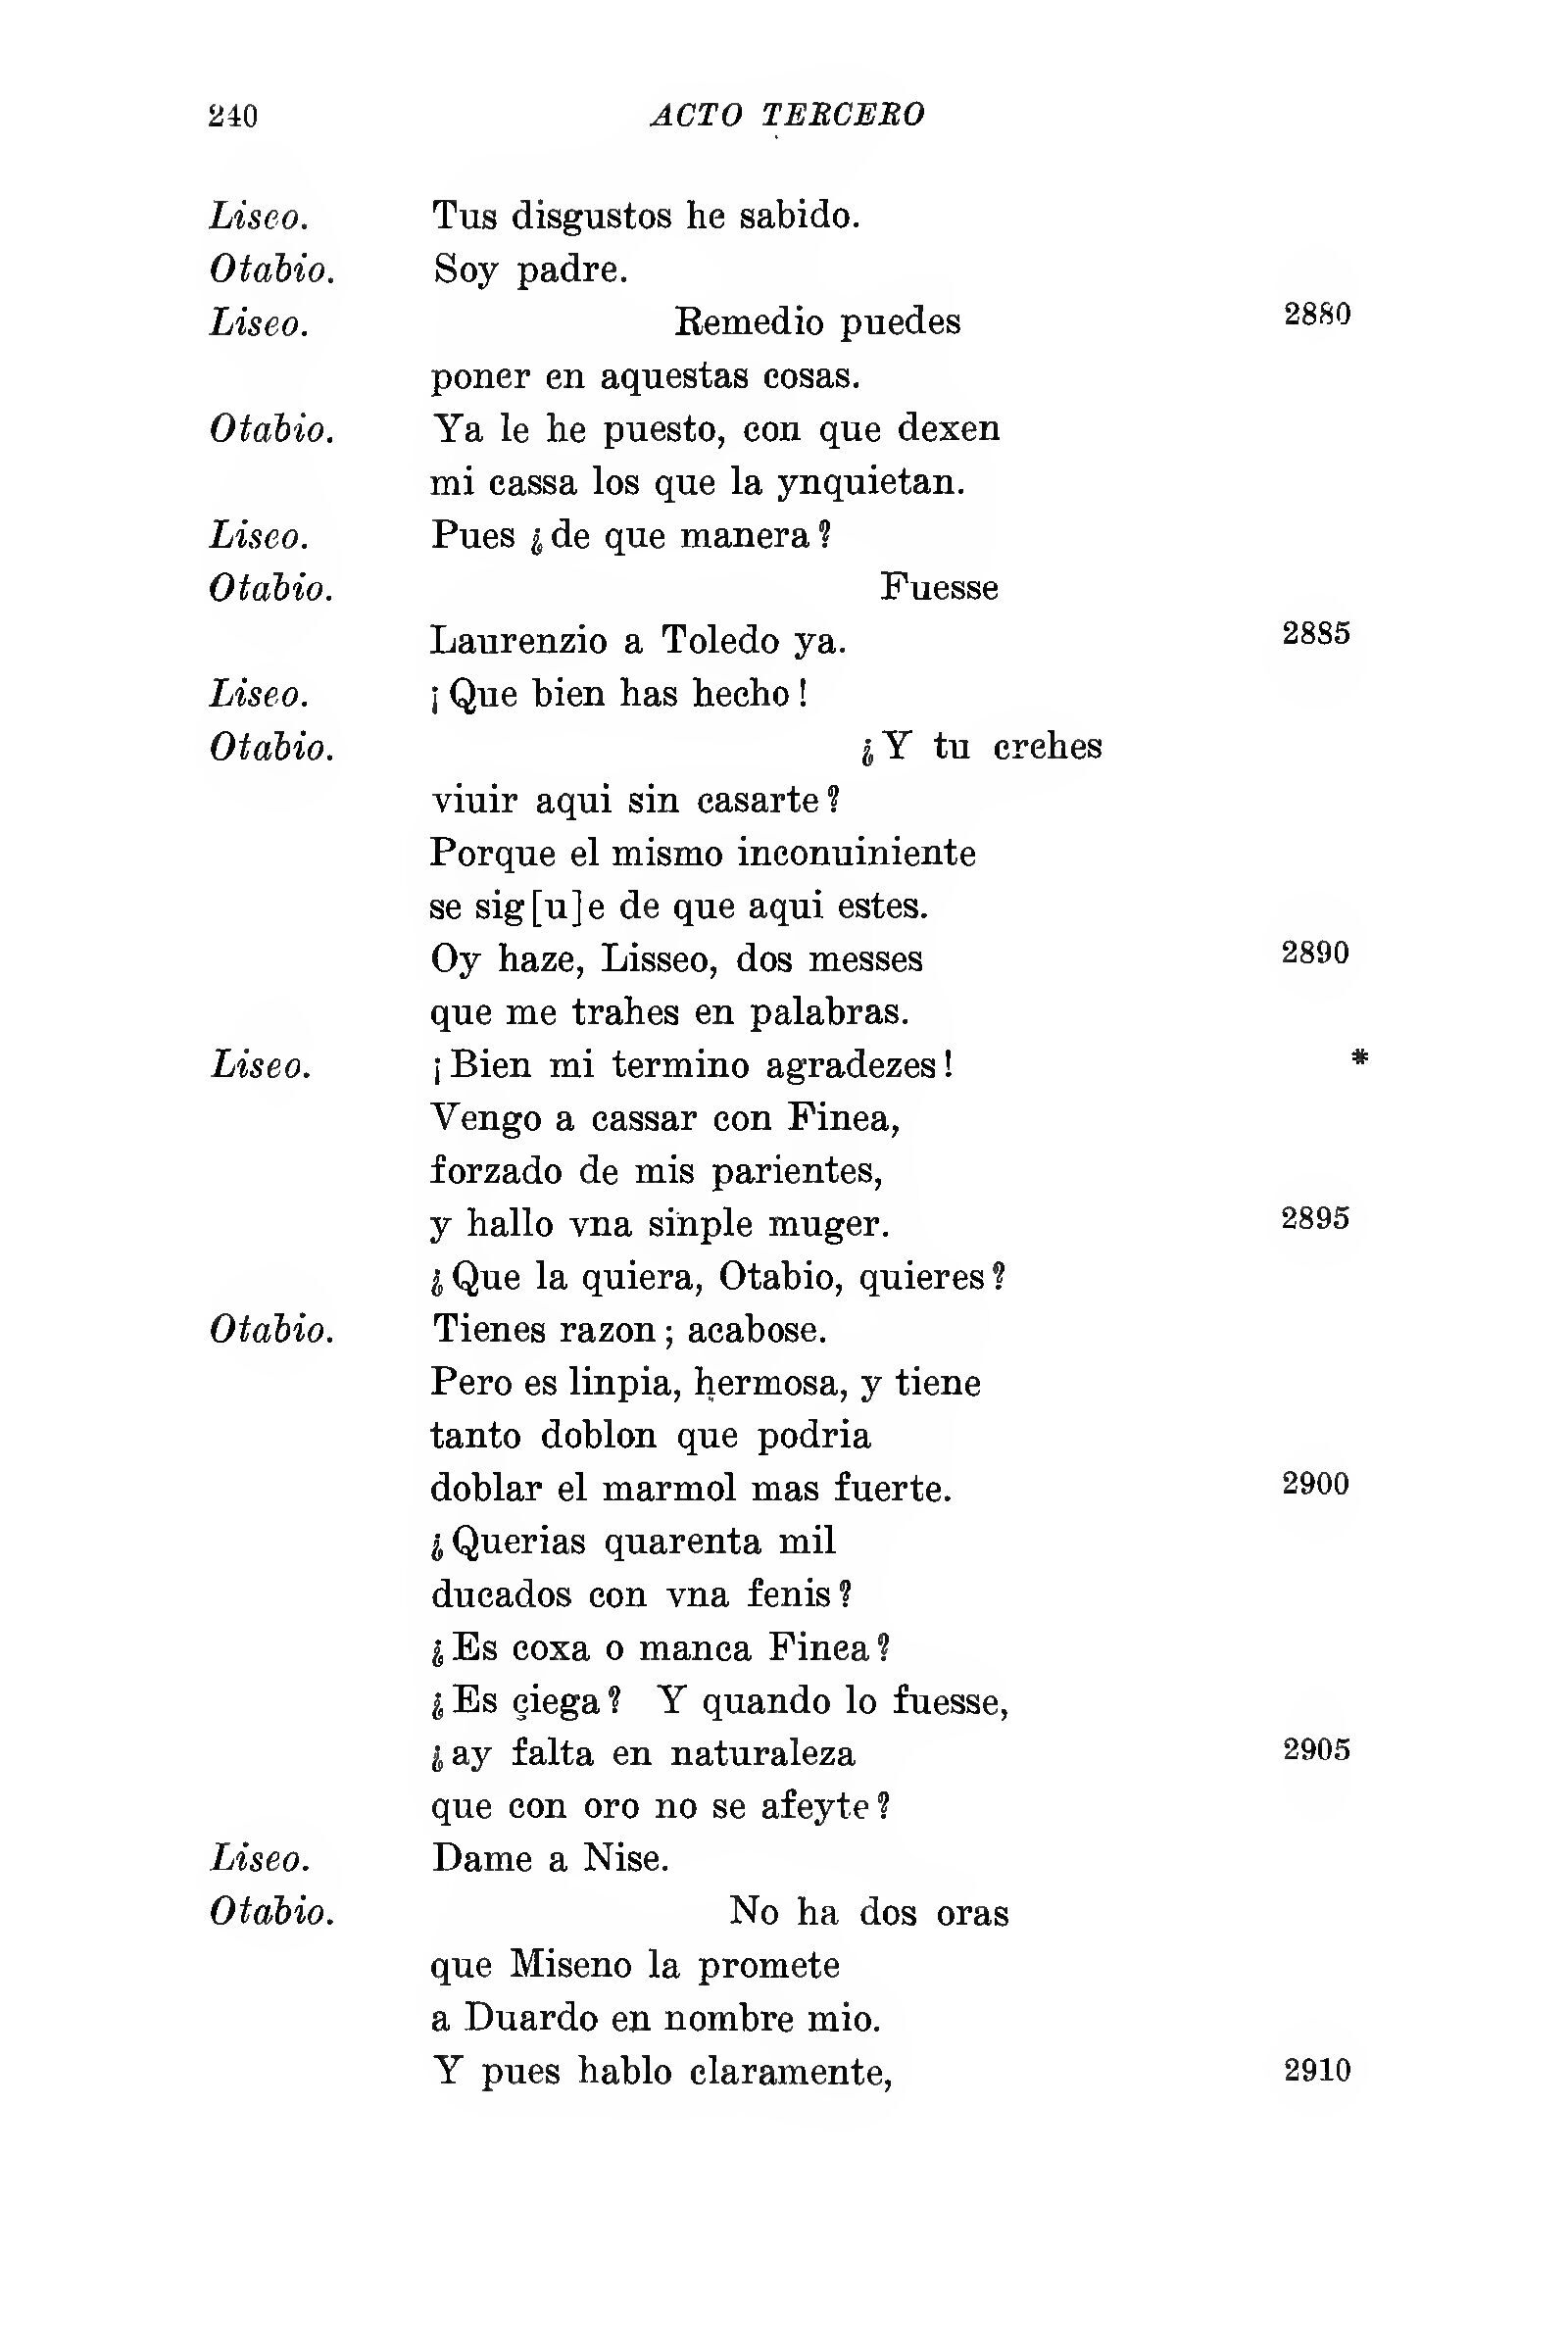 240 ACTO TERCERO
Liseo. Tus disgustos he sabido.
Otabio. Soy padre.
Liseo. Remedio puedes 2880
poner en aquestas cosas.
Otabio. Ya le he puesto, con que dexen
mi cassa los que la ynquietan.
Liseo. Pues ¿de que manera?
Otabio. Fuesse
Laurenzio a Toledo ya. 2885
Liseo. ¡Que bien has hecho!
Otabio. ¿Y tu crehes
viuir aqui sin casarte?
Porque el mismo inconuiniente
se sig[u]e de que aqui estes.
Oy haze, Lisseo, dos messes 2890
que me trahes en palabras.
Liseo. ¡Bien mi termino agradezes! *
Vengo a cassar con Finea,
forzado de mis parientes,
y hallo vna sinple muger. 2895
¿Que la quiera, Otabio, quieres?
Otabio. Tienes razon; acabose.
Pero es linpia, hermosa, y tiene
tanto doblon que podria
doblar el marmol mas fuerte. 2900
¿Querias quarenta mil
ducados con vna fenis?
¿Es coxa o manca Finea?
¿Es çiega? Y quando lo fuesse,
¿ay falta en naturaleza 2905
que con oro no se afeyte?
Liseo. Dame a Nise.
Otabio. No ha dos oras
que Miseno la promete
a Duardo en nombre mio.
Y pues hablo claramente, 2910